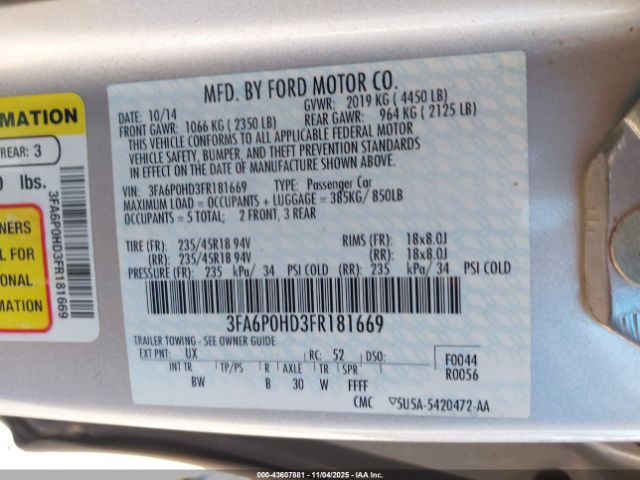 MFD. BY FORD MOTOR CO.
DATE: 10/14 GVWR: 2019 KG ( 4450 LB)
FRONT GAWR: 1066 KG ( 2350 LB) REAR GAWR: 964 KG ( 2125 LB)
THIS VEHICLE CONFORMS TO ALL APPLICABLE FEDERAL MOTOR
VEHICLE SAFETY, BUMPER, AND THEFT PREVENTION STANDARDS
IN EFFECT ON THE DATE OF MANUFACTURE SHOWN ABOVE.
VIN: 3FA6P0HD3FR181669 TYPE: Passenger Car
MAXIMUM LOAD = OCCUPANTS + LUGGAGE = 385KG/ 850LB
OCCUPANTS = 5 TOTAL; 2 FRONT, 3 REAR
TIRE (FR): 235/45R18 94V RIMS (FR): 18x8.0J
(RR): 235/45R18 94V (RR): 18x8.0J
PRESSURE (FR): 235 kPa/ 34 PSI COLD (RR): 235 kPa/ 34 PSI COLD
3FA6P0HD3FR181669
TRAILER TOWING - SEE OWNER GUIDE
EXT PNT: UX RC: 52 DSO: F0044
INT TR TP/PS R AXLE TR SPR R0056
BW B 30 W FFFF
CMC ▽5U5A-5420472-AA
MATION
REAR: 3
lbs.
NERS
L FOR
ONAL
3FA6P0HD3FR181669
000-43607881 - 11/04/2025 - IAA Inc.